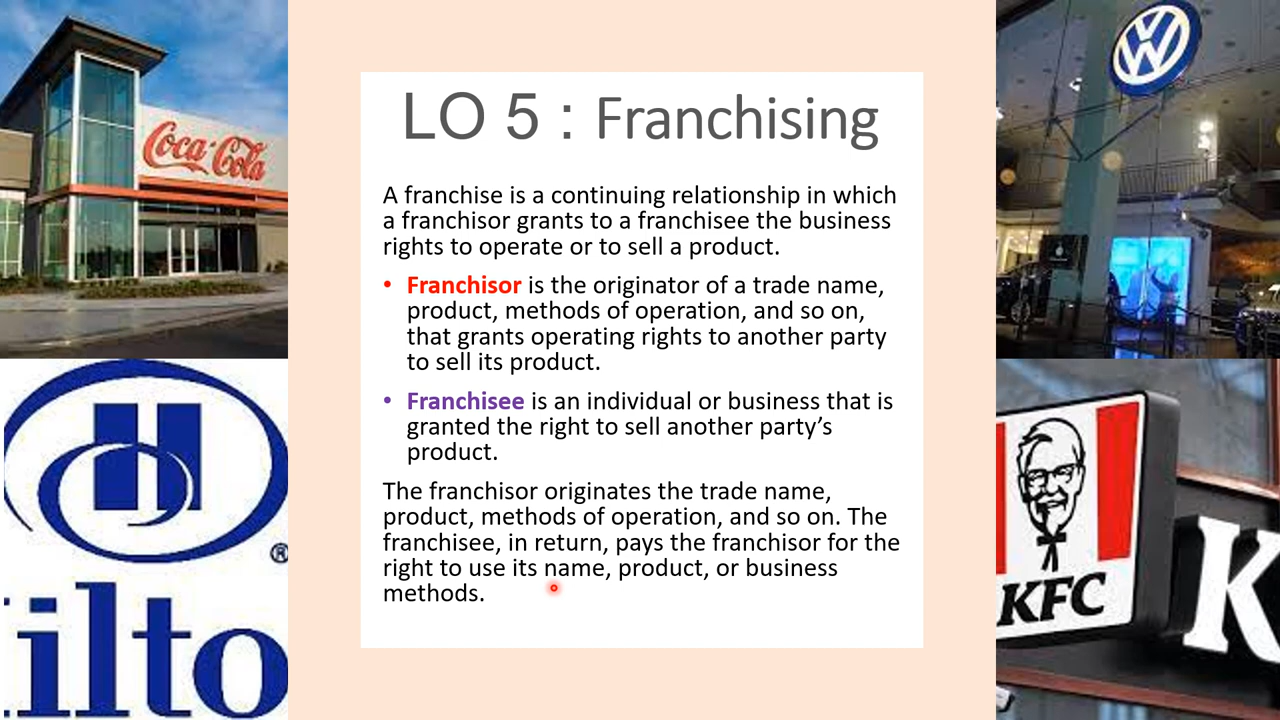 LO 5 : Franchising
A franchise is a continuing relationship in which
a franchisor grants to a franchisee the business
rights to operate or to sell a product.
• Franchisor is the originator of a trade name,
product, methods of operation, and so on,
that grants operating rights to another party
to sell its product.
• Franchisee is an individual or business that is
granted the right to sell another party’s
product.
The franchisor originates the trade name,
product, methods of operation, and so on. The
franchisee, in return, pays the franchisor for the
right to use its name, product, or business
methods.
Coca-Cola
H
®
ilto
VW
KFC
K